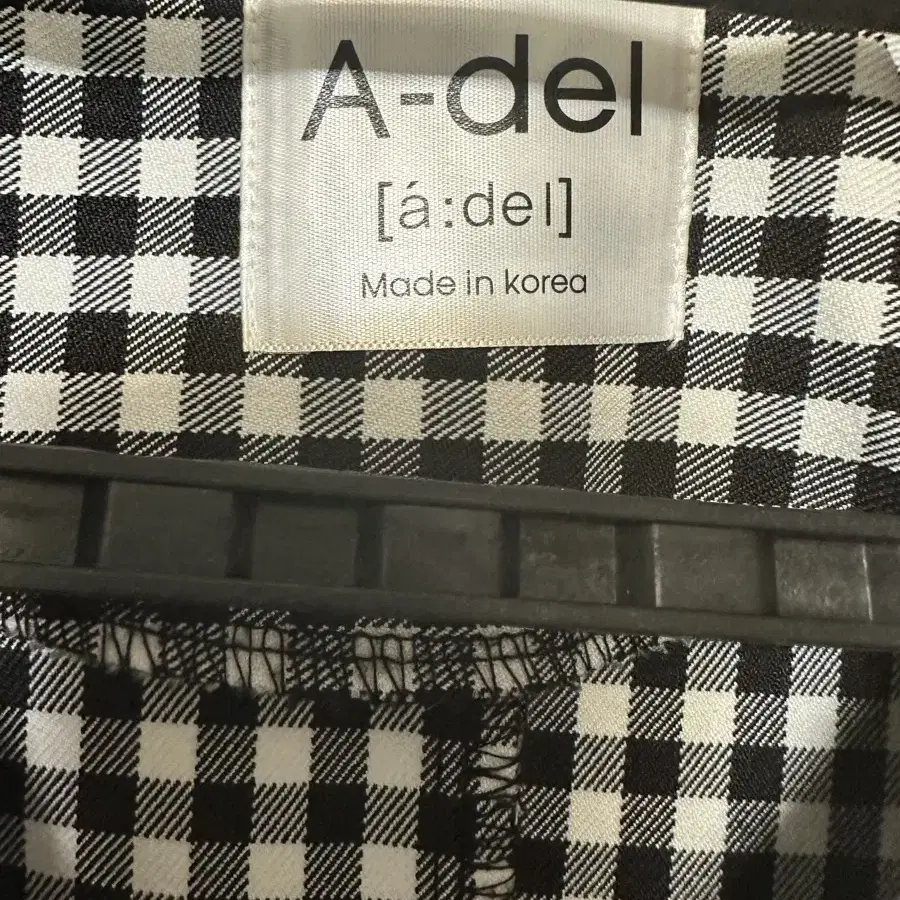 A-del
[á:del]
Made in korea